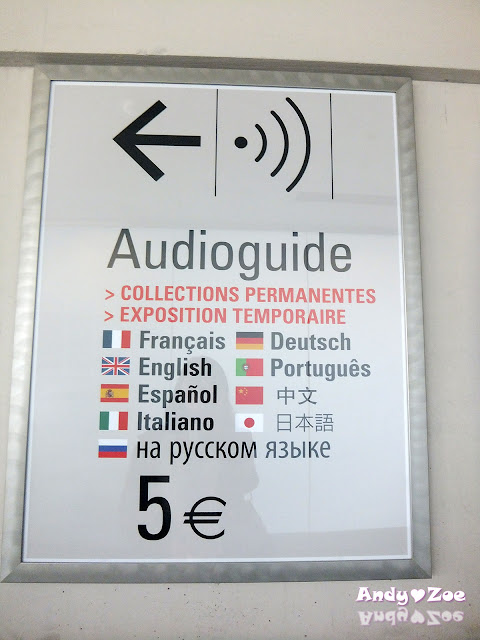 Audioguide
> COLLECTIONS PERMANENTES
> EXPOSITION TEMPORAIRE
Français Deutsch
English Português
Español 中文
Italiano 日本語
на русском языке
5 €
Andy♥Zoe